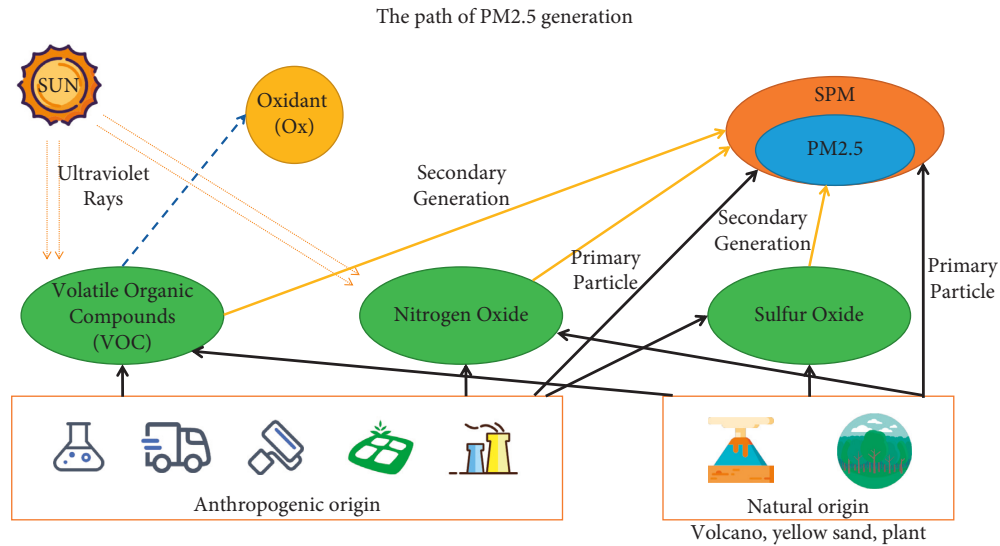 The path of PM2.5 generation
SUN
Oxidant
(Ox)
SPM
PM2.5
Ultraviolet
Rays
Secondary
Generation
Secondary
Generation
Primary
Particle
Primary
Particle
Volatile Organic
Compounds
(VOC)
Nitrogen Oxide
Sulfur Oxide
Anthropogenic origin
Natural origin
Volcano, yellow sand, plant